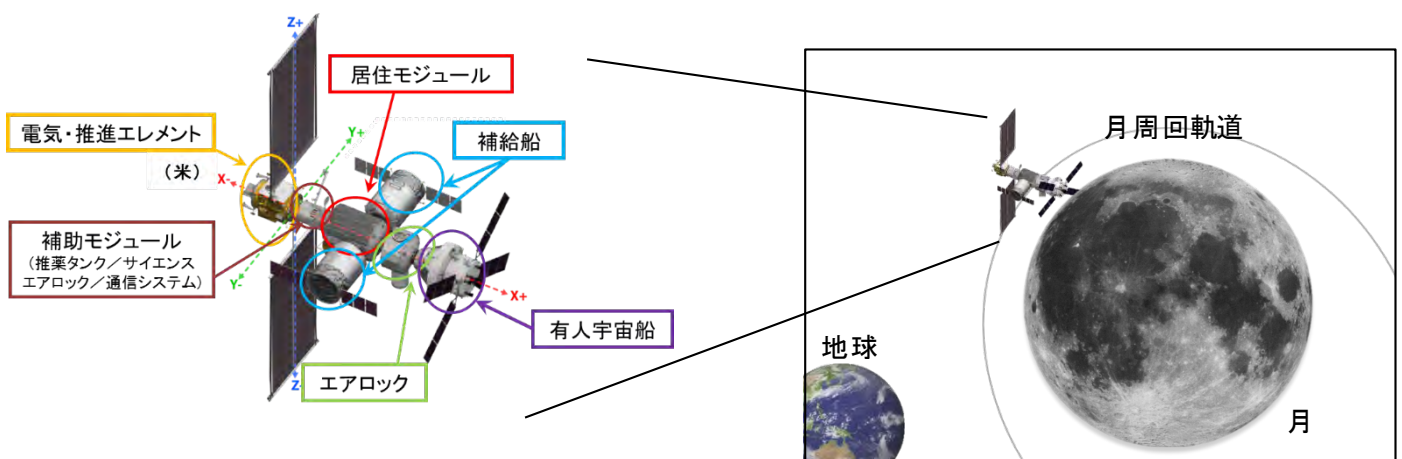 Z+
居住モジュール
電気・推進エレメント
(米)
Y+
補給船
X-
補助モジュール
(推薬タンク/サイエンス
エアロック/通信システム)
Y-
X+
有人宇宙船
エアロック
Z-
月周回軌道
地球
月